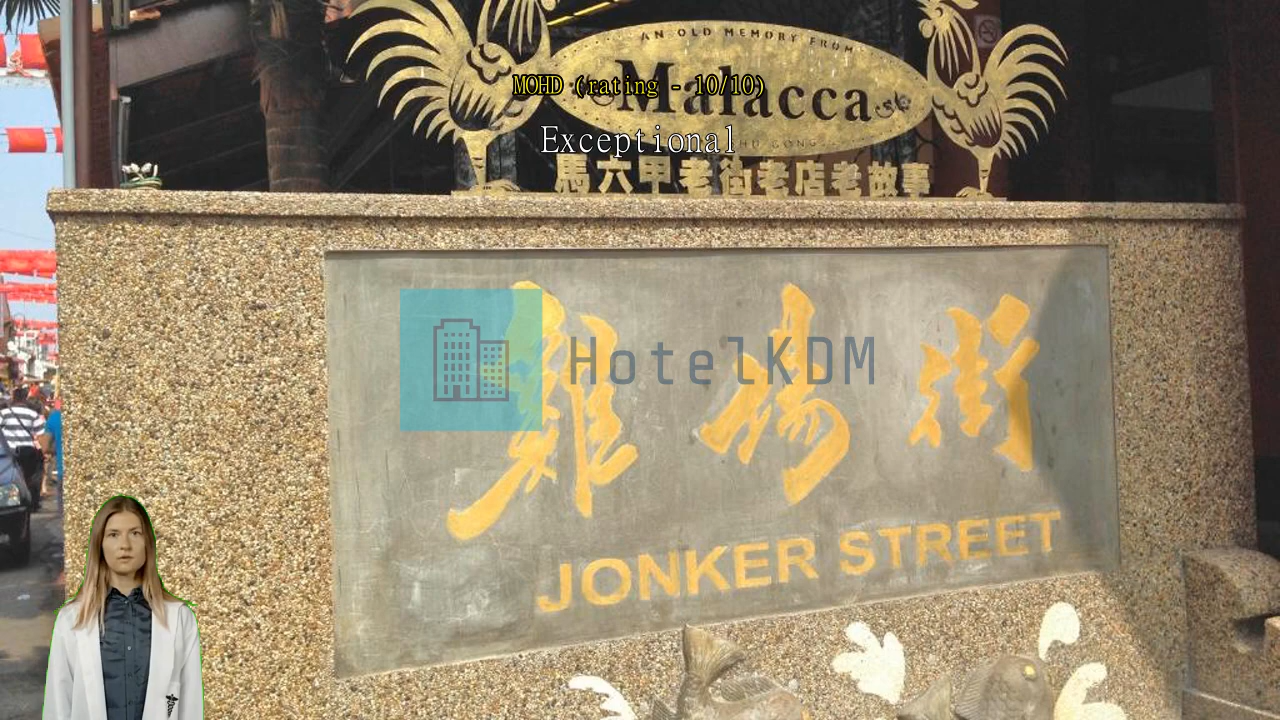 AN OLD MEMORY FROM
MOHD (rating - 10/10)
Malacca
Exceptional
馬六甲老街老店老故事
HotelKDM
雞場街
JONKER STREET